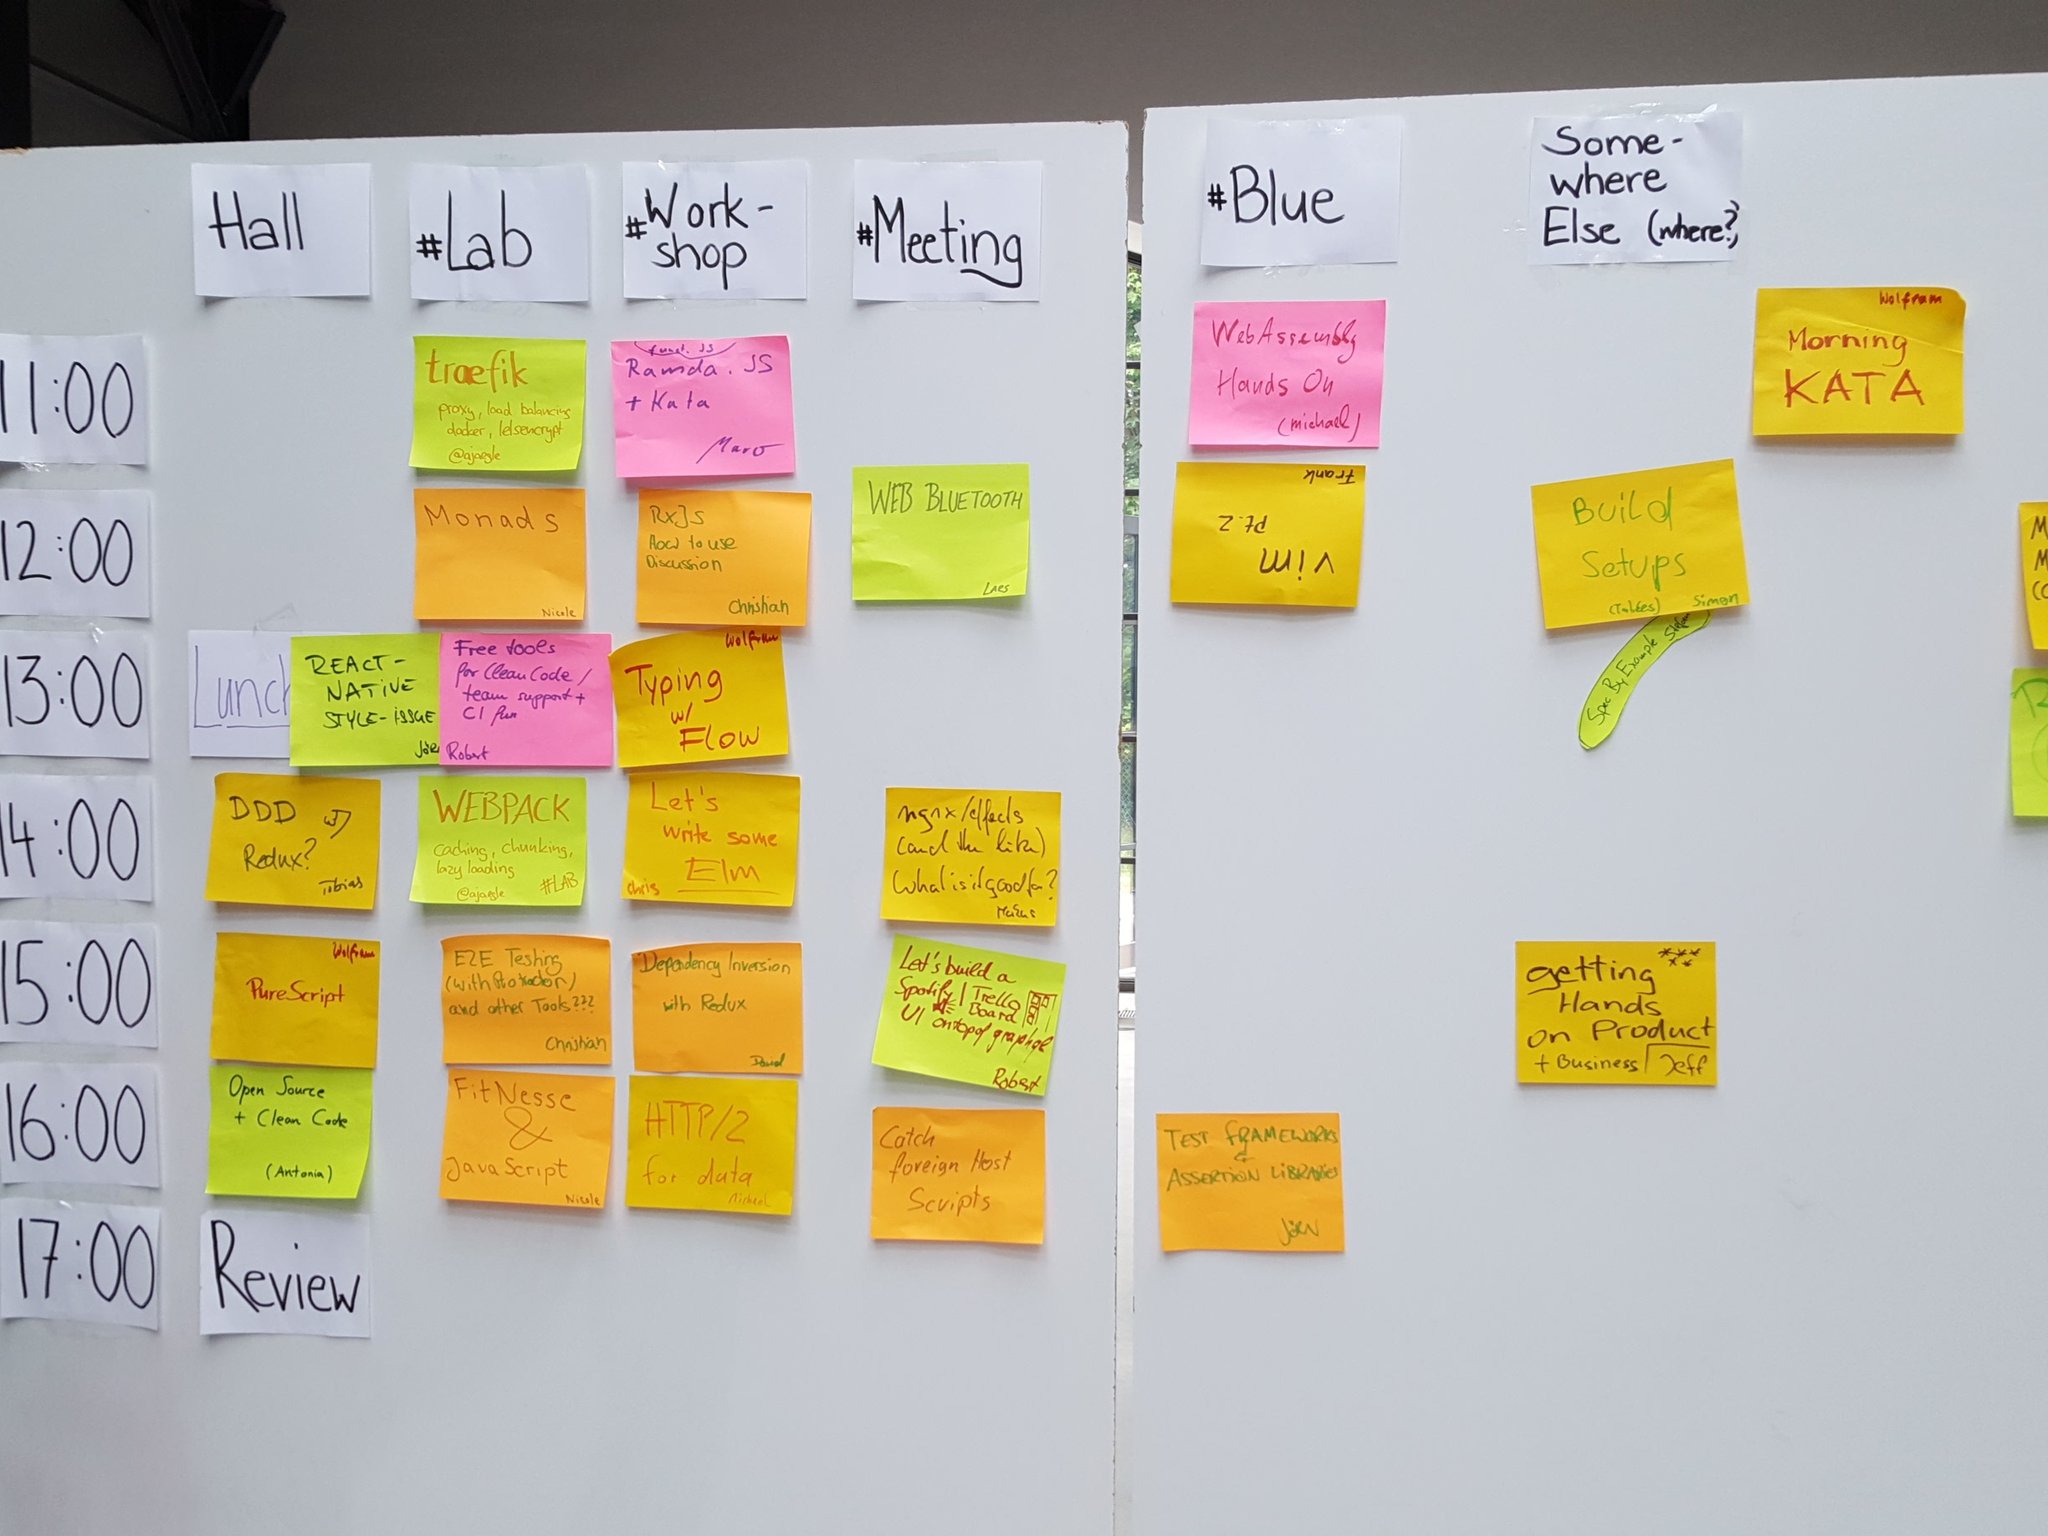 Hall
#Lab
#Work-
shop
#Meeting
#Blue
Some-
where
Else (where?)
11:00
traefik
proxy, load balancing
docker, letsencrypt
@ajaegle
funct. JS
Ramda.JS
+ Kata
Marco
WebAssembly
Hands On
(michael)
Wolfram
Morning
KATA
12:00
Monads
Nicole
RxJS
How to use
Discussion
Christian
WEB BLUETOOTH
Lars
vim
pt.2
Frank
Build
Setups
Simon
Spec By Example
13:00
Lunch
REACT-
NATIVE
STYLE-ISSUE
Jörn
Free tools
for Clean Code/
team support +
CI fun
Robert
Wolfram
Typing
w/
Flow
14:00
DDD w/
Redux?
Tobias
WEBPACK
caching, chunking,
lazy loading
@ajaegle #LAB
Let's
write some
Elm
chris
ngrx/effects
(and the like)
What is it good for?
Markus
15:00
Wolfram
PureScript
E2E Testing
(with Protractor)
and other Tools???
Christian
Dependency Inversion
with Redux
David
Let's build a
Spotify / Trello
Board
UI on top of graphql
Robert
getting
Hands
on Product
+ Business Jeff
16:00
Open Source
+ Clean Code
(Antonia)
FitNesse
&
JavaScript
Nicole
HTTP/2
for data
Michael
Catch
foreign Host
Scripts
TEST FRAMEWORKS
&
ASSERTION LIBRARIES
JÖRN
17:00
Review